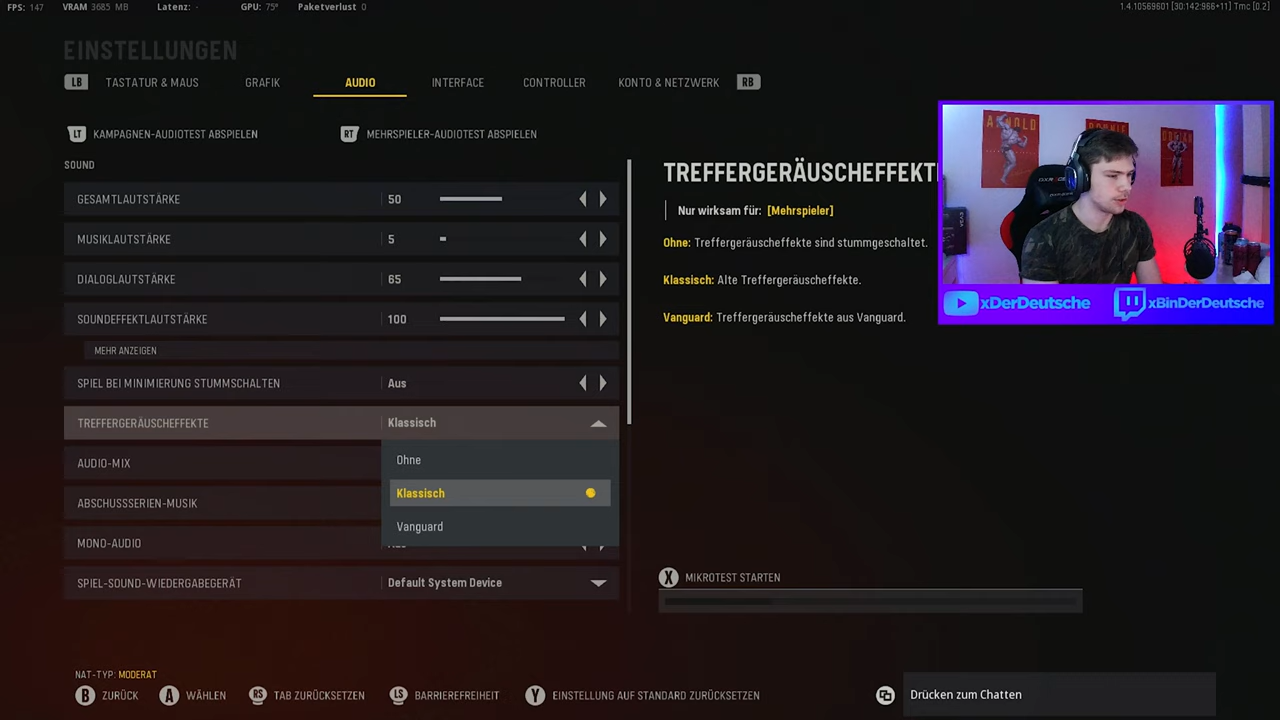 FPS: 147 VRAM 3685 MB Latenz: - GPU: 75° Paketverlust 0
1.4.10569601 [30:142:966+11] Tmc [0.2]
EINSTELLUNGEN
LB TASTATUR & MAUS GRAFIK AUDIO INTERFACE CONTROLLER KONTO & NETZWERK RB
LT KAMPAGNEN-AUDIOTEST ABSPIELEN RT MEHRSPIELER-AUDIOTEST ABSPIELEN
SOUND
GESAMTLAUTSTÄRKE 50
MUSIKLAUTSTÄRKE 5
DIALOGLAUTSTÄRKE 65
SOUNDEFFEKTLAUTSTÄRKE 100
MEHR ANZEIGEN
SPIEL BEI MINIMIERUNG STUMMSCHALTEN Aus
TREFFERGERÄUSCHEFFEKTE Klassisch
Ohne
AUDIO-MIX
Klassisch
ABSCHUSSSERIEN-MUSIK
Vanguard
MONO-AUDIO
SPIEL-SOUND-WIEDERGABEGERÄT Default System Device
TREFFERGERÄUSCHEFFEKT
Nur wirksam für: [Mehrspieler]
Ohne: Treffergeräuscheffekte sind stummgeschaltet.
Klassisch: Alte Treffergeräuscheffekte.
Vanguard: Treffergeräuscheffekte aus Vanguard.
ARNOLD
xDerDeutsche xBinDerDeutsche
X MIKROTEST STARTEN
NAT-TYP: MODERAT
B ZURÜCK A WÄHLEN RS TAB ZURÜCKSETZEN LS BARRIEREFREIHEIT Y EINSTELLUNG AUF STANDARD ZURÜCKSETZEN
Drücken zum Chatten